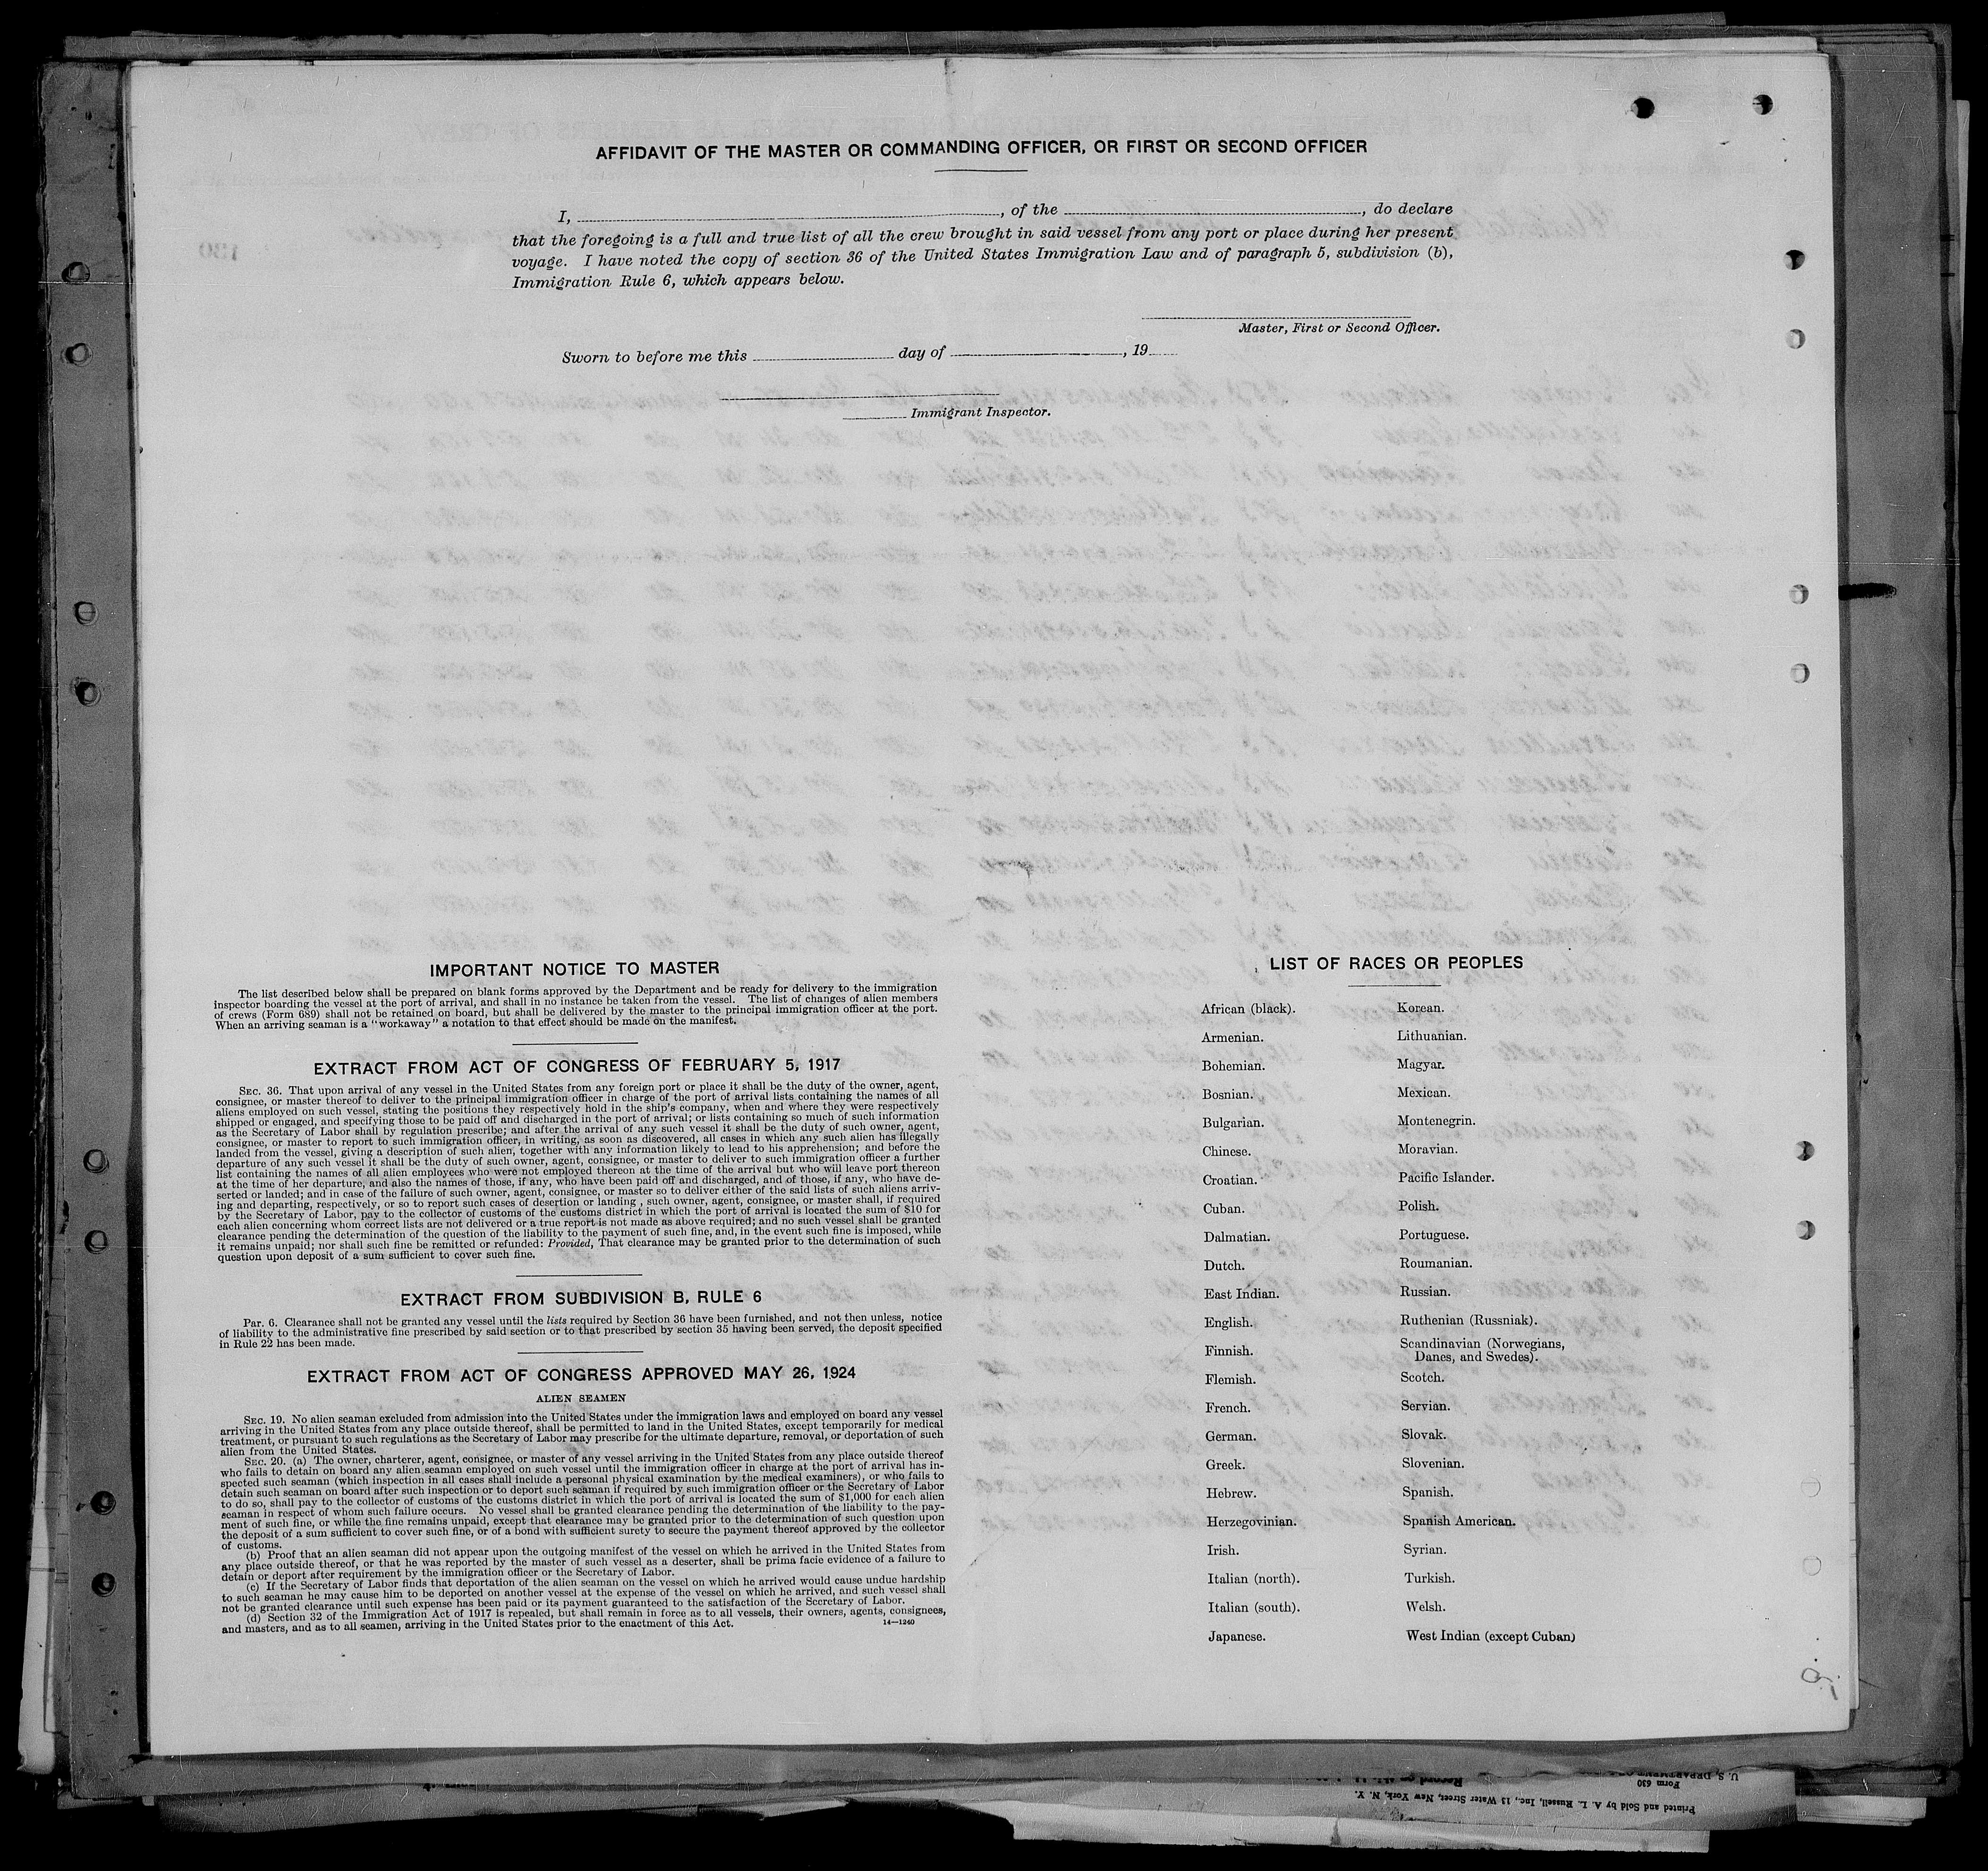 AFFIDAVIT OF THE MASTER OR COMMANDING OFFICER, OR FIRST OR SECOND OFFICER
I, , of the , do declare
that the foregoing is a full and true list of all the crew brought in said vessel from any port or place during her present
voyage. I have noted the copy of section 36 of the United States Immigration Law and of paragraph 5, subdivision (b),
Immigration Rule 6, which appears below.
Master, First or Second Officer.
Sworn to before me this day of , 19
Immigrant Inspector.
130
IMPORTANT NOTICE TO MASTER
The list described below shall be prepared on blank forms approved by the Department and be ready for delivery to the immigration
inspector boarding the vessel at the port of arrival, and shall in no instance be taken from the vessel. The list of changes of alien members
of crews (Form 689) shall not be retained on board, but shall be delivered by the master to the principal immigration officer at the port.
When an arriving seaman is a "workaway" a notation to that effect should be made on the manifest.
EXTRACT FROM ACT OF CONGRESS OF FEBRUARY 5, 1917
SEC. 36. That upon arrival of any vessel in the United States from any foreign port or place it shall be the duty of the owner, agent,
consignee, or master thereof to deliver to the principal immigration officer in charge of the port of arrival lists containing the names of all
aliens employed on such vessel, stating the positions they respectively hold in the ship's company, when and where they were respectively
shipped or engaged, and specifying those to be paid off and discharged in the port of arrival; or lists containing so much of such information
as the Secretary of Labor shall by regulation prescribe; and after the arrival of any such vessel it shall be the duty of such owner, agent,
consignee, or master to report to such immigration officer, in writing, as soon as discovered, all cases in which any such alien has illegally
landed from the vessel, giving a description of such alien, together with any information likely to lead to his apprehension; and before the
departure of any such vessel it shall be the duty of such owner, agent, consignee, or master to deliver to such immigration officer a further
list containing the names of all alien employees who were not employed thereon at the time of the arrival but who will leave port thereon
at the time of her departure, and also the names of those, if any, who have been paid off and discharged, and of those, if any, who have de-
serted or landed; and in case of the failure of such owner, agent, consignee, or master so to deliver either of the said lists of such aliens arriv-
ing and departing, respectively, or so to report such cases of desertion or landing , such owner, agent, consignee, or master shall, if required
by the Secretary of Labor, pay to the collector of customs of the customs district in which the port of arrival is located the sum of $10 for
each alien concerning whom correct lists are not delivered or a true report is not made as above required; and no such vessel shall be granted
clearance pending the determination of the question of the liability to the payment of such fine, and, in the event such fine is imposed, while
it remains unpaid; nor shall such fine be remitted or refunded: Provided, That clearance may be granted prior to the determination of such
question upon deposit of a sum sufficient to cover such fine.
EXTRACT FROM SUBDIVISION B, RULE 6
Par. 6. Clearance shall not be granted any vessel until the lists required by Section 36 have been furnished, and not then unless, notice
of liability to the administrative fine prescribed by said section or to that prescribed by section 35 having been served, the deposit specified
in Rule 22 has been made.
EXTRACT FROM ACT OF CONGRESS APPROVED MAY 26, 1924
ALIEN SEAMEN
SEC. 19. No alien seaman excluded from admission into the United States under the immigration laws and employed on board any vessel
arriving in the United States from any place outside thereof, shall be permitted to land in the United States, except temporarily for medical
treatment, or pursuant to such regulations as the Secretary of Labor may prescribe for the ultimate departure, removal, or deportation of such
alien from the United States.
SEC. 20. (a) The owner, charterer, agent, consignee, or master of any vessel arriving in the United States from any place outside thereof
who fails to detain on board any alien seaman employed on such vessel until the immigration officer in charge at the port of arrival has in-
spected such seaman (which inspection in all cases shall include a personal physical examination by the medical examiners), or who fails to
detain such seaman on board after such inspection or to deport such seaman if required by such immigration officer or the Secretary of Labor
to do so, shall pay to the collector of customs of the customs district in which the port of arrival is located the sum of $1,000 for each alien
seaman in respect of whom such failure occurs. No vessel shall be granted clearance pending the determination of the liability to the pay-
ment of such fine, or while the fine remains unpaid, except that clearance may be granted prior to the determination of such question upon
the deposit of a sum sufficient to cover such fine, or of a bond with sufficient surety to secure the payment thereof approved by the collector
of customs.
(b) Proof that an alien seaman did not appear upon the outgoing manifest of the vessel on which he arrived in the United States from
any place outside thereof, or that he was reported by the master of such vessel as a deserter, shall be prima facie evidence of a failure to
detain or deport after requirement by the immigration officer or the Secretary of Labor.
(c) If the Secretary of Labor finds that deportation of the alien seaman on the vessel on which he arrived would cause undue hardship
to such seaman he may cause him to be deported on another vessel at the expense of the vessel on which he arrived, and such vessel shall
not be granted clearance until such expense has been paid or its payment guaranteed to the satisfaction of the Secretary of Labor.
(d) Section 32 of the Immigration Act of 1917 is repealed, but shall remain in force as to all vessels, their owners, agents, consignees,
and masters, and as to all seamen, arriving in the United States prior to the enactment of this Act.
14—1240
LIST OF RACES OR PEOPLES
African (black).
Armenian.
Bohemian.
Bosnian.
Bulgarian.
Chinese.
Croatian.
Cuban.
Dalmatian.
Dutch.
East Indian.
English.
Finnish.
Flemish.
French.
German.
Greek.
Hebrew.
Herzegovinian.
Irish.
Italian (north).
Italian (south).
Japanese.
Korean.
Lithuanian.
Magyar.
Mexican.
Montenegrin.
Moravian.
Pacific Islander.
Polish.
Portuguese.
Roumanian.
Russian.
Ruthenian (Russniak).
Scandinavian (Norwegians,
Danes, and Swedes).
Scotch.
Servian.
Slovak.
Slovenian.
Spanish.
Spanish American.
Syrian.
Turkish.
Welsh.
West Indian (except Cuban)
Form 630
Printed and Sold by A. L. Russell, Inc., 13 Water Street, New York, N. Y.